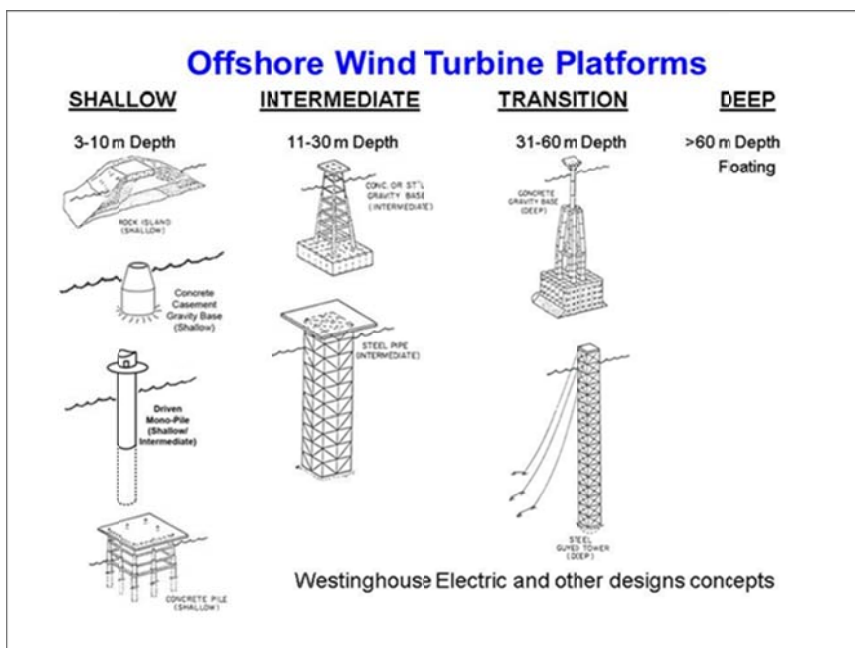 Offshore Wind Turbine Platforms
SHALLOW
3-10 m Depth
ROCK ISLAND
(SHALLOW)
Concrete
Casement
Gravity Base
(Shallow)
Driven
Mono-Pile
(Shallow/
Intermediate)
CONCRETE PILE
(SHALLOW)
INTERMEDIATE
11-30 m Depth
CONC. OR ST'L
GRAVITY BASE
(INTERMEDIATE)
STEEL PIPE
(INTERMEDIATE)
TRANSITION
31-60 m Depth
CONCRETE
GRAVITY BASE
(DEEP)
STEEL
GUYED TOWER
(DEEP)
DEEP
>60 m Depth
Foating
Westinghouse Electric and other designs concepts